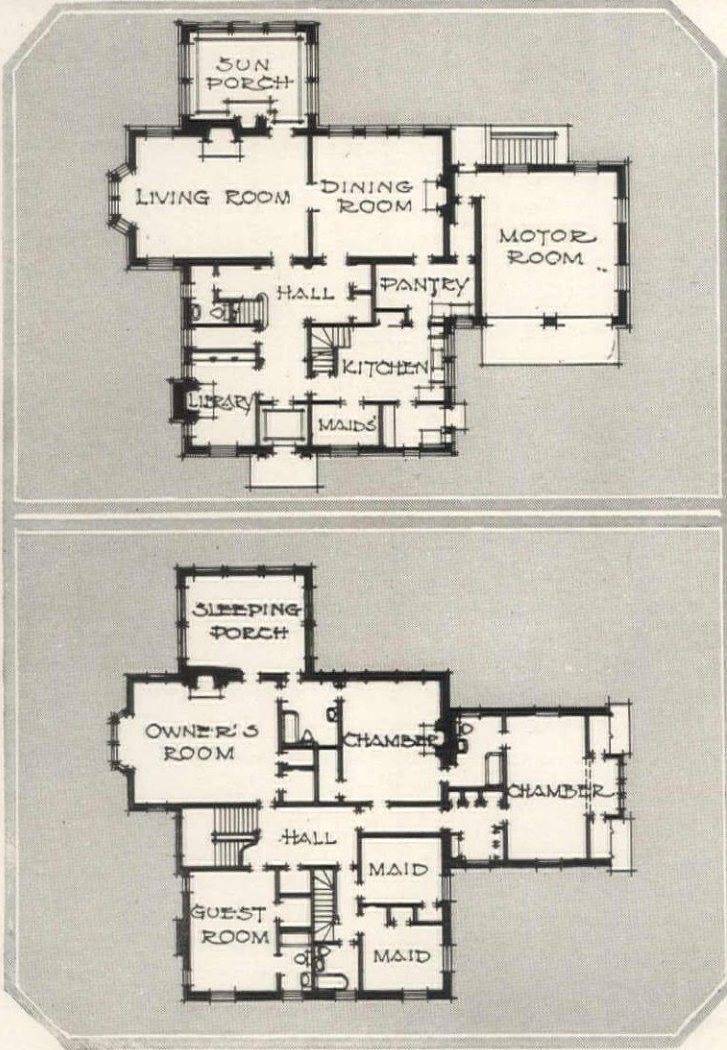 SUN
PORCH
LIVING ROOM
DINING
ROOM
MOTOR
ROOM
HALL
PANTRY
KITCHEN
LIBRARY
MAIDS'
SLEEPING
PORCH
OWNER'S
ROOM
CHAMBER
CHAMBER
HALL
MAID
GUEST
ROOM
MAID